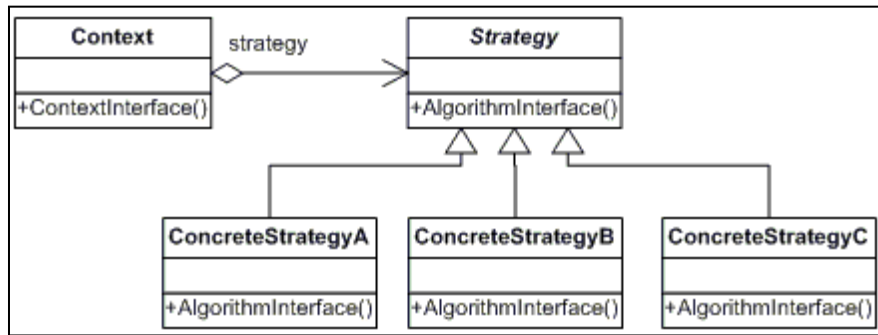 Context
strategy
Strategy
+ContextInterface()
+AlgorithmInterface()
ConcreteStrategyA
ConcreteStrategyB
ConcreteStrategyC
+AlgorithmInterface()
+AlgorithmInterface()
+AlgorithmInterface()